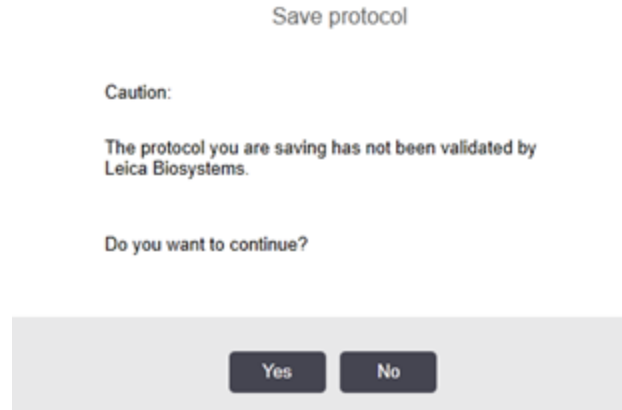 Save protocol
Caution:
The protocol you are saving has not been validated by
Leica Biosystems.
Do you want to continue?
Yes
No